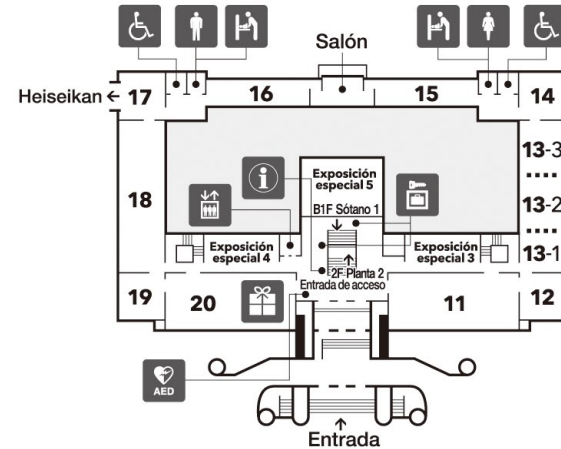 Salón
Heiseikan ←
17
16
15
14
13-3
Exposición
especial 5
B1F Sótano 1
18
13-2
Exposición
especial 4
Exposición
especial 3
13-1
2F Planta 2
Entrada de acceso
19
20
11
12
AED
Entrada